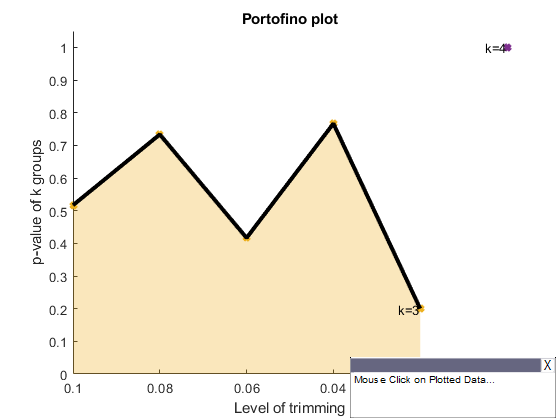 Portofino plot
1
k=4
0.9
0.8
0.7
0.6
0.5
0.4
0.3
0.2
k=3
0.1
0
p-value of k groups
0.1
0.08
0.06
0.04
Level of trimming
X
Mouse Click on Plotted Data...